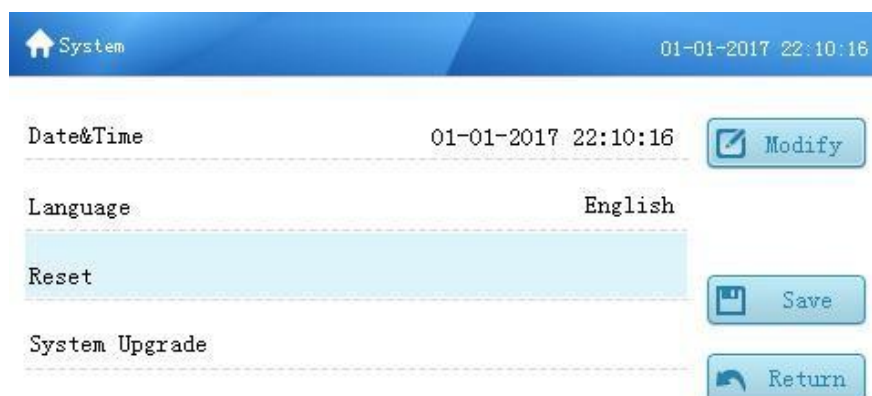 System 01-01-2017 22:10:16
Date&Time 01-01-2017 22:10:16 Modify
Language English
Reset
Save
System Upgrade
Return